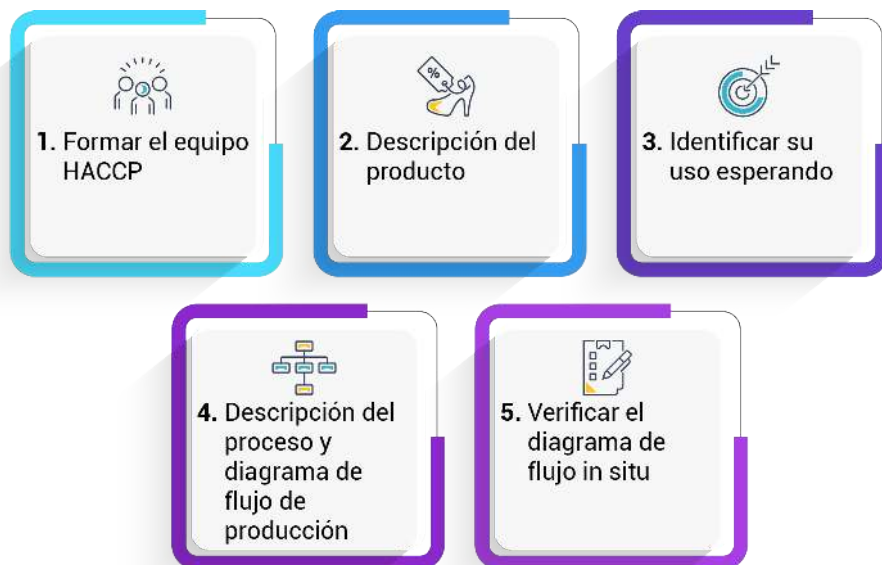 %
1. Formar el equipo
HACCP
2. Descripción del
producto
3. Identificar su
uso esperando
4. Descripción del
proceso y
diagrama de
flujo de
producción
5. Verificar el
diagrama de
flujo in situ